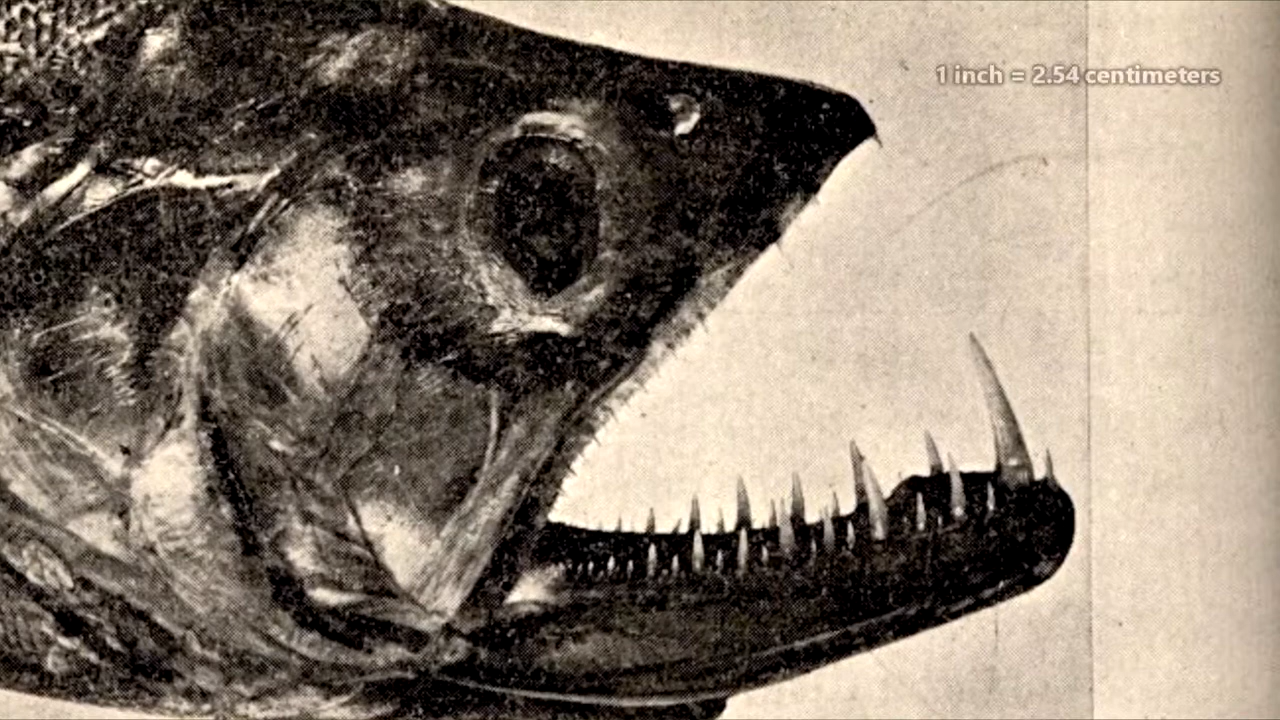 1 inch = 2.54 centimeters